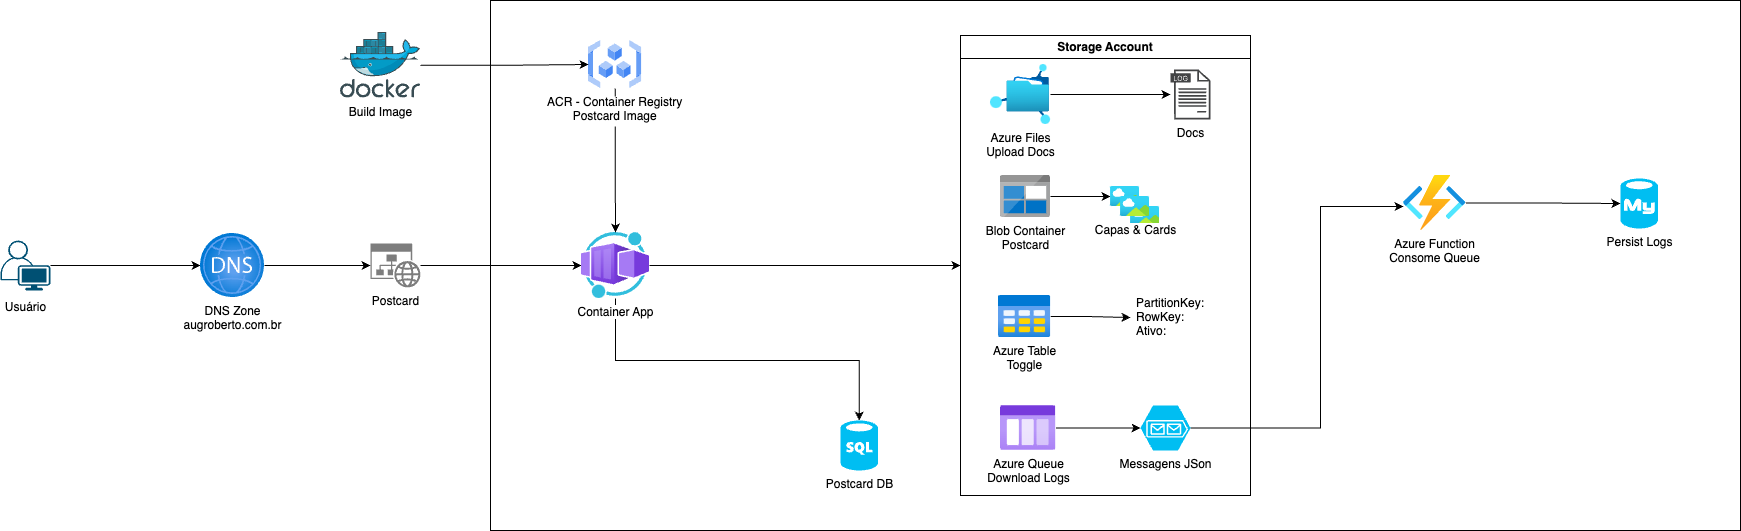 docker
Build Image
ACR - Container Registry
Postcard Image
Storage Account
LOG
Azure Files
Upload Docs
Docs
Blob Container
Postcard
Capas & Cards
Azure Function
Consome Queue
My
Persist Logs
Usuário
DNS
DNS Zone
augroberto.com.br
Postcard
Container App
PartitionKey:
RowKey:
Ativo:
Azure Table
Toggle
SQL
Postcard DB
Azure Queue
Download Logs
Messagens JSon